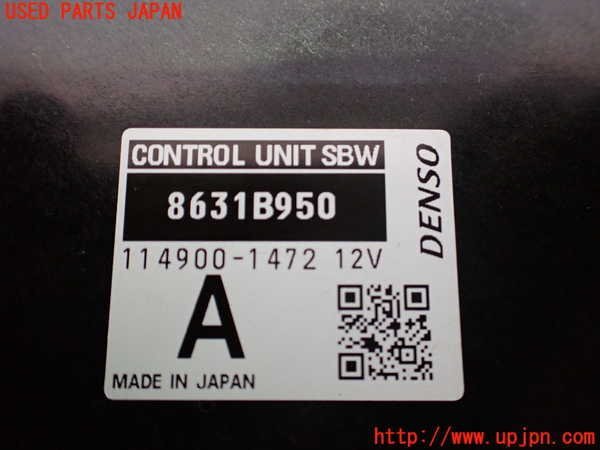 USED PARTS JAPAN
CONTROL UNIT SBW
8631B950
DENSO
114900-1472 12V
A
MADE IN JAPAN
http://www.upjpn.com/